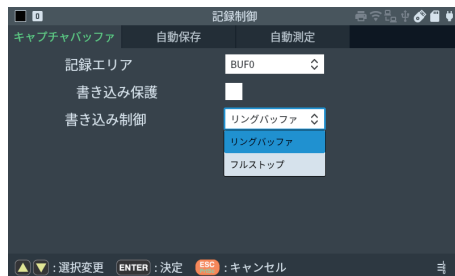 0 記録制御
キャプチャバッファ 自動保存 自動測定
記録エリア BUF0
書き込み保護
書き込み制御 リングバッファ
リングバッファ
フルストップ
:選択変更 ENTER :決定 ESC :キャンセル